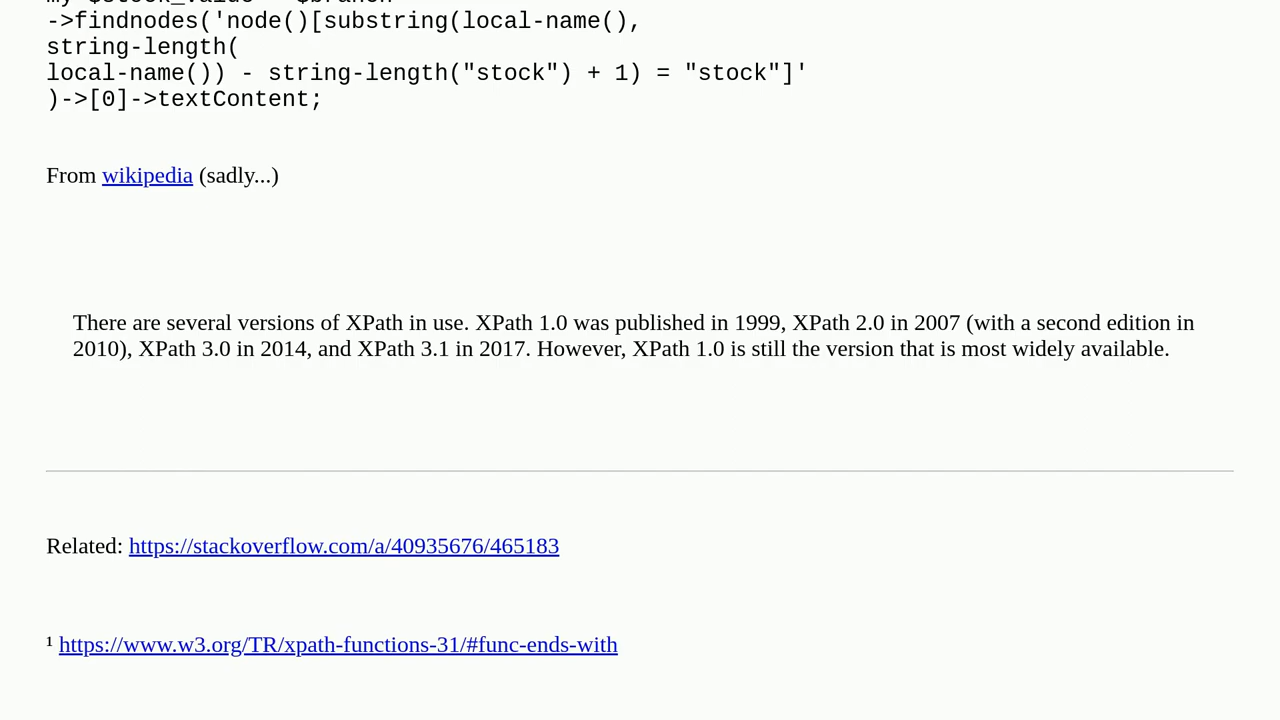 ->findnodes('node()[substring(local-name(),
string-length(
local-name()) - string-length("stock") + 1) = "stock"]'
)->[0]->textContent;
From wikipedia (sadly...)
There are several versions of XPath in use. XPath 1.0 was published in 1999, XPath 2.0 in 2007 (with a second edition in
2010), XPath 3.0 in 2014, and XPath 3.1 in 2017. However, XPath 1.0 is still the version that is most widely available.
Related: https://stackoverflow.com/a/40935676/465183
¹ https://www.w3.org/TR/xpath-functions-31/#func-ends-with